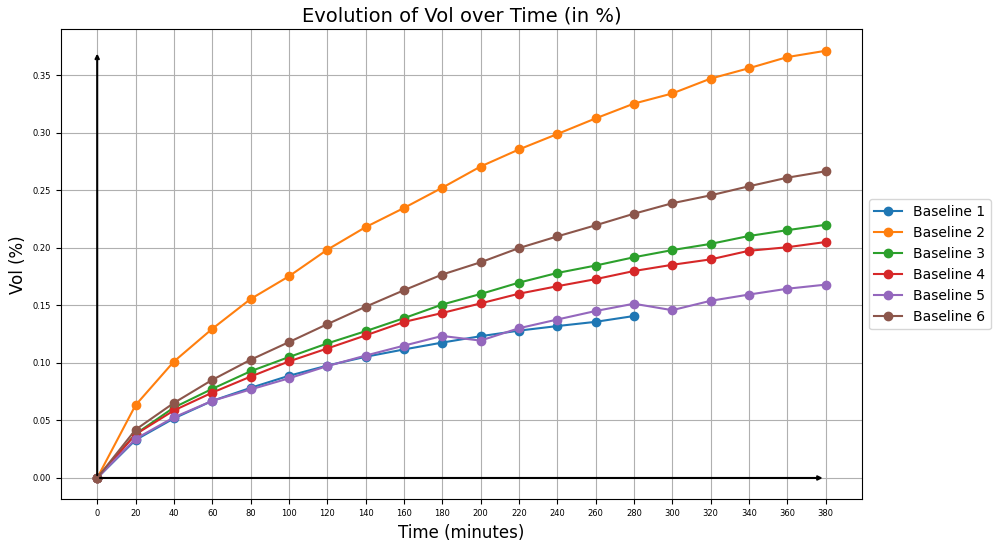 Evolution of Vol over Time (in %)
Vol (%)
0.35
0.30
0.25
0.20
0.15
0.10
0.05
0.00
0 20 40 60 80 100 120 140 160 180 200 220 240 260 280 300 320 340 360 380
Time (minutes)
Baseline 1
Baseline 2
Baseline 3
Baseline 4
Baseline 5
Baseline 6